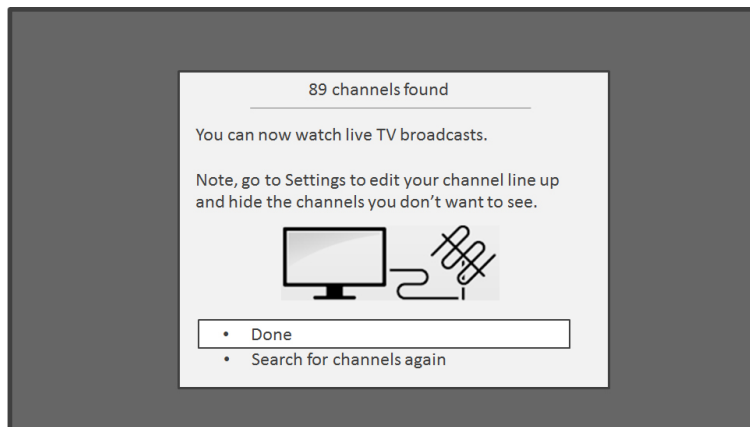 89 channels found
You can now watch live TV broadcasts.
Note, go to Settings to edit your channel line up
and hide the channels you don’t want to see.
• Done
• Search for channels again